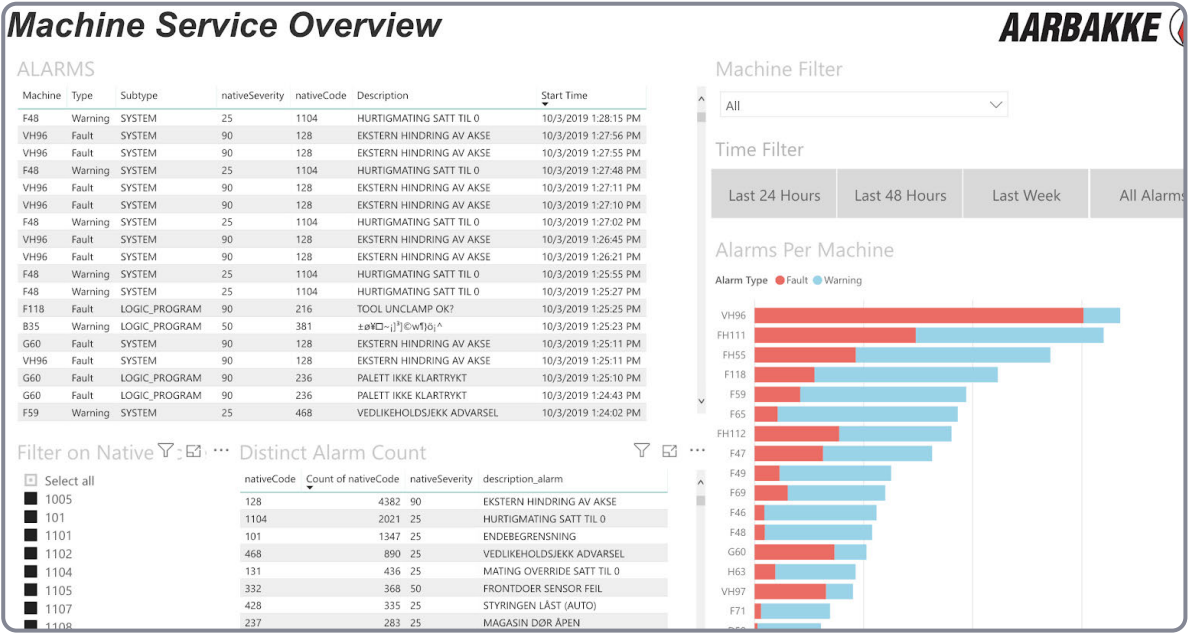 Machine Service Overview
AARBAKKE
ALARMS
Machine Type Subtype nativeSeverity nativeCode Description Start Time
F48 Warning SYSTEM 25 1104 HURTIGMATING SATT TIL 0 10/3/2019 1:28:15 PM
VH96 Fault SYSTEM 90 128 EKSTERN HINDRING AV AKSE 10/3/2019 1:27:56 PM
VH96 Fault SYSTEM 90 128 EKSTERN HINDRING AV AKSE 10/3/2019 1:27:55 PM
F48 Warning SYSTEM 25 1104 HURTIGMATING SATT TIL 0 10/3/2019 1:27:48 PM
VH96 Fault SYSTEM 90 128 EKSTERN HINDRING AV AKSE 10/3/2019 1:27:11 PM
VH96 Fault SYSTEM 90 128 EKSTERN HINDRING AV AKSE 10/3/2019 1:27:10 PM
F48 Warning SYSTEM 25 1104 HURTIGMATING SATT TIL 0 10/3/2019 1:27:02 PM
VH96 Fault SYSTEM 90 128 EKSTERN HINDRING AV AKSE 10/3/2019 1:26:45 PM
VH96 Fault SYSTEM 90 128 EKSTERN HINDRING AV AKSE 10/3/2019 1:26:21 PM
F48 Warning SYSTEM 25 1104 HURTIGMATING SATT TIL 0 10/3/2019 1:25:55 PM
F48 Warning SYSTEM 25 1104 HURTIGMATING SATT TIL 0 10/3/2019 1:25:27 PM
F118 Fault LOGIC_PROGRAM 90 216 TOOL UNCLAMP OK? 10/3/2019 1:25:25 PM
B35 Warning LOGIC_PROGRAM 50 381 10/3/2019 1:25:23 PM
G60 Fault SYSTEM 90 128 EKSTERN HINDRING AV AKSE 10/3/2019 1:25:11 PM
VH96 Fault SYSTEM 90 128 EKSTERN HINDRING AV AKSE 10/3/2019 1:25:11 PM
G60 Fault LOGIC_PROGRAM 90 236 PALETT IKKE KLARTRYKT 10/3/2019 1:25:10 PM
G60 Fault LOGIC_PROGRAM 90 236 PALETT IKKE KLARTRYKT 10/3/2019 1:24:43 PM
F59 Warning SYSTEM 25 468 VEDLIKEHOLDSJEKK ADVARSEL 10/3/2019 1:24:02 PM
Filter on Native
Select all
1005
101
1101
1102
1104
1105
1107
1108
Distinct Alarm Count
nativeCode Count of nativeCode nativeSeverity description_alarm
128 4382 90 EKSTERN HINDRING AV AKSE
1104 2021 25 HURTIGMATING SATT TIL 0
101 1347 25 ENDEBEGRENSNING
468 890 25 VEDLIKEHOLDSJEKK ADVARSEL
131 436 25 MATING OVERRIDE SATT TIL 0
332 368 50 FRONTDOER SENSOR FEIL
428 335 25 STYRINGEN LÅST (AUTO)
237 283 25 MAGASIN DØR ÅPEN
Machine Filter
All
Time Filter
Last 24 Hours Last 48 Hours Last Week All Alarms
Alarms Per Machine
Alarm Type Fault Warning
VH96
FH111
FH55
F118
F59
F65
FH112
F47
F49
F69
F46
F48
G60
H63
VH97
F71